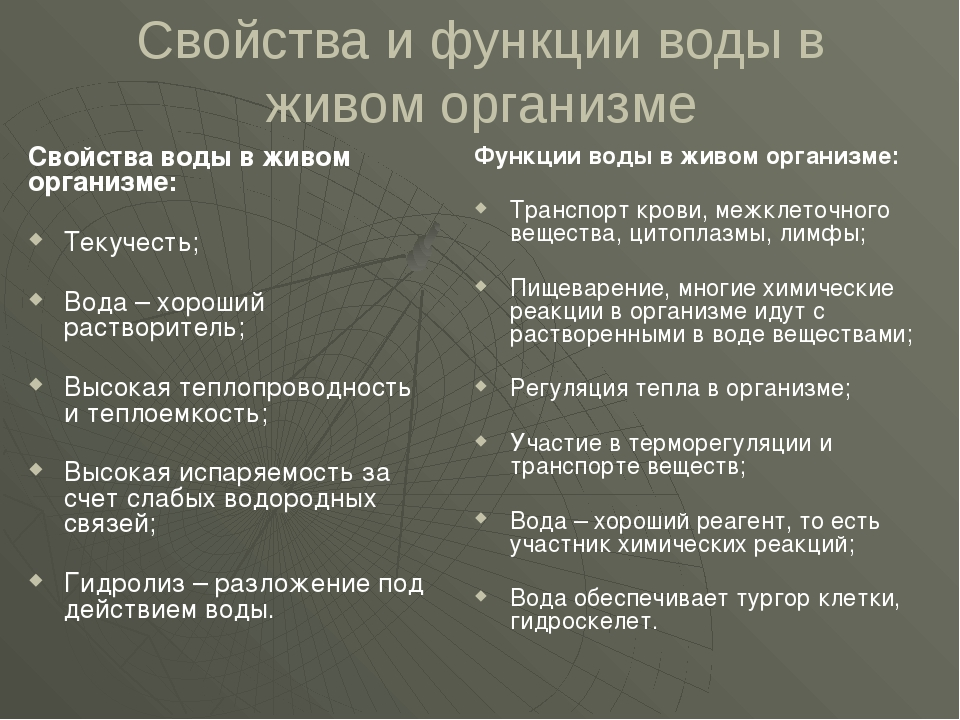 Свойства и функции воды в
живом организме
Свойства воды в живом
организме:
Текучесть;
Вода – хороший
растворитель;
Высокая теплопроводность
и теплоемкость;
Высокая испаряемость за
счет слабых водородных
связей;
Гидролиз – разложение под
действием воды.
Функции воды в живом организме:
Транспорт крови, межклеточного
вещества, цитоплазмы, лимфы;
Пищеварение, многие химические
реакции в организме идут с
растворенными в воде веществами;
Регуляция тепла в организме;
Участие в терморегуляции и
транспорте веществ;
Вода – хороший реагент, то есть
участник химических реакций;
Вода обеспечивает тургор клетки,
гидроскелет.